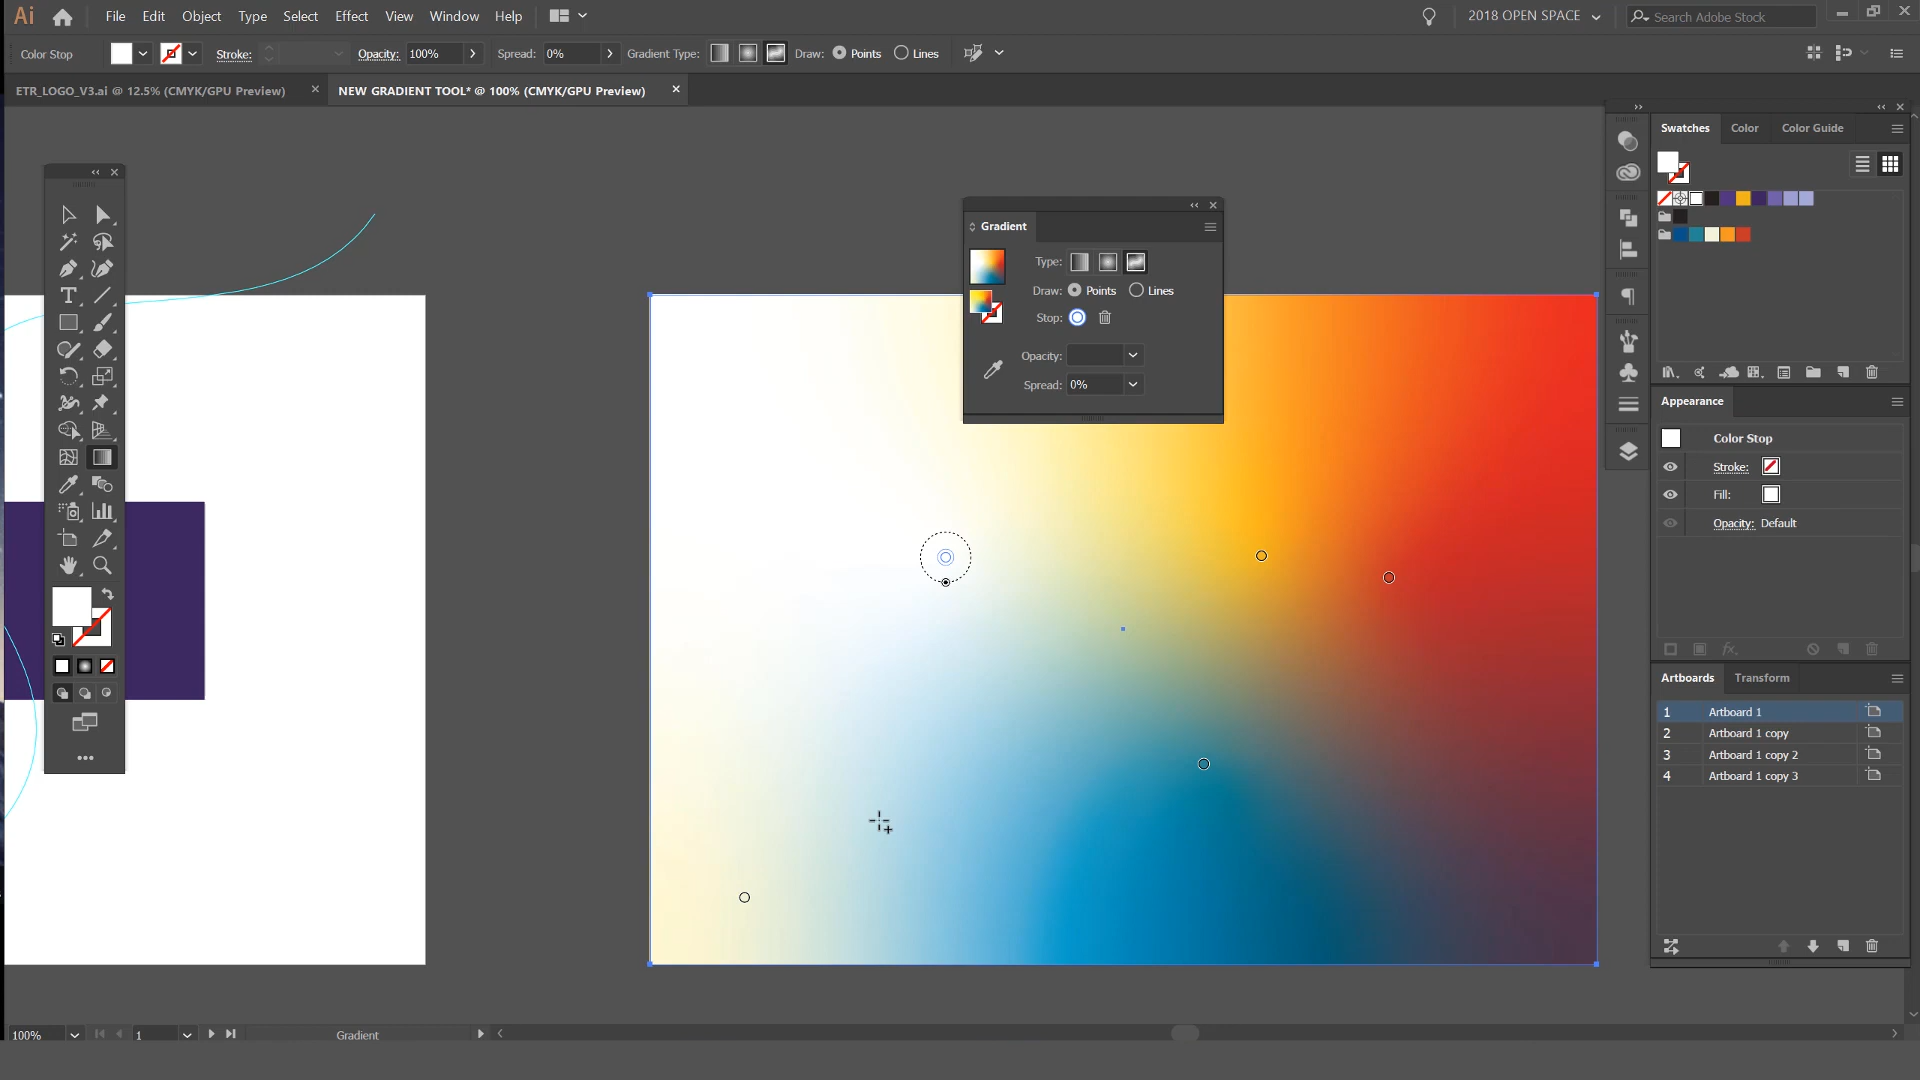 Ai File Edit Object Type Select Effect View Window Help 2018 OPEN SPACE Search Adobe Stock
Color Stop Stroke: Opacity: 100% Spread: 0% Gradient Type: Draw: Points Lines
ETR_LOGO_V3.ai @ 12.5% (CMYK/GPU Preview) NEW GRADIENT TOOL* @ 100% (CMYK/GPU Preview)
Swatches Color Color Guide
Gradient
Type:
Draw: Points Lines
Stop:
Opacity:
Spread: 0%
Appearance
Color Stop
Stroke:
Fill:
Opacity: Default
Artboards Transform
1 Artboard 1
2 Artboard 1 copy
3 Artboard 1 copy 2
4 Artboard 1 copy 3
100% 1 Gradient